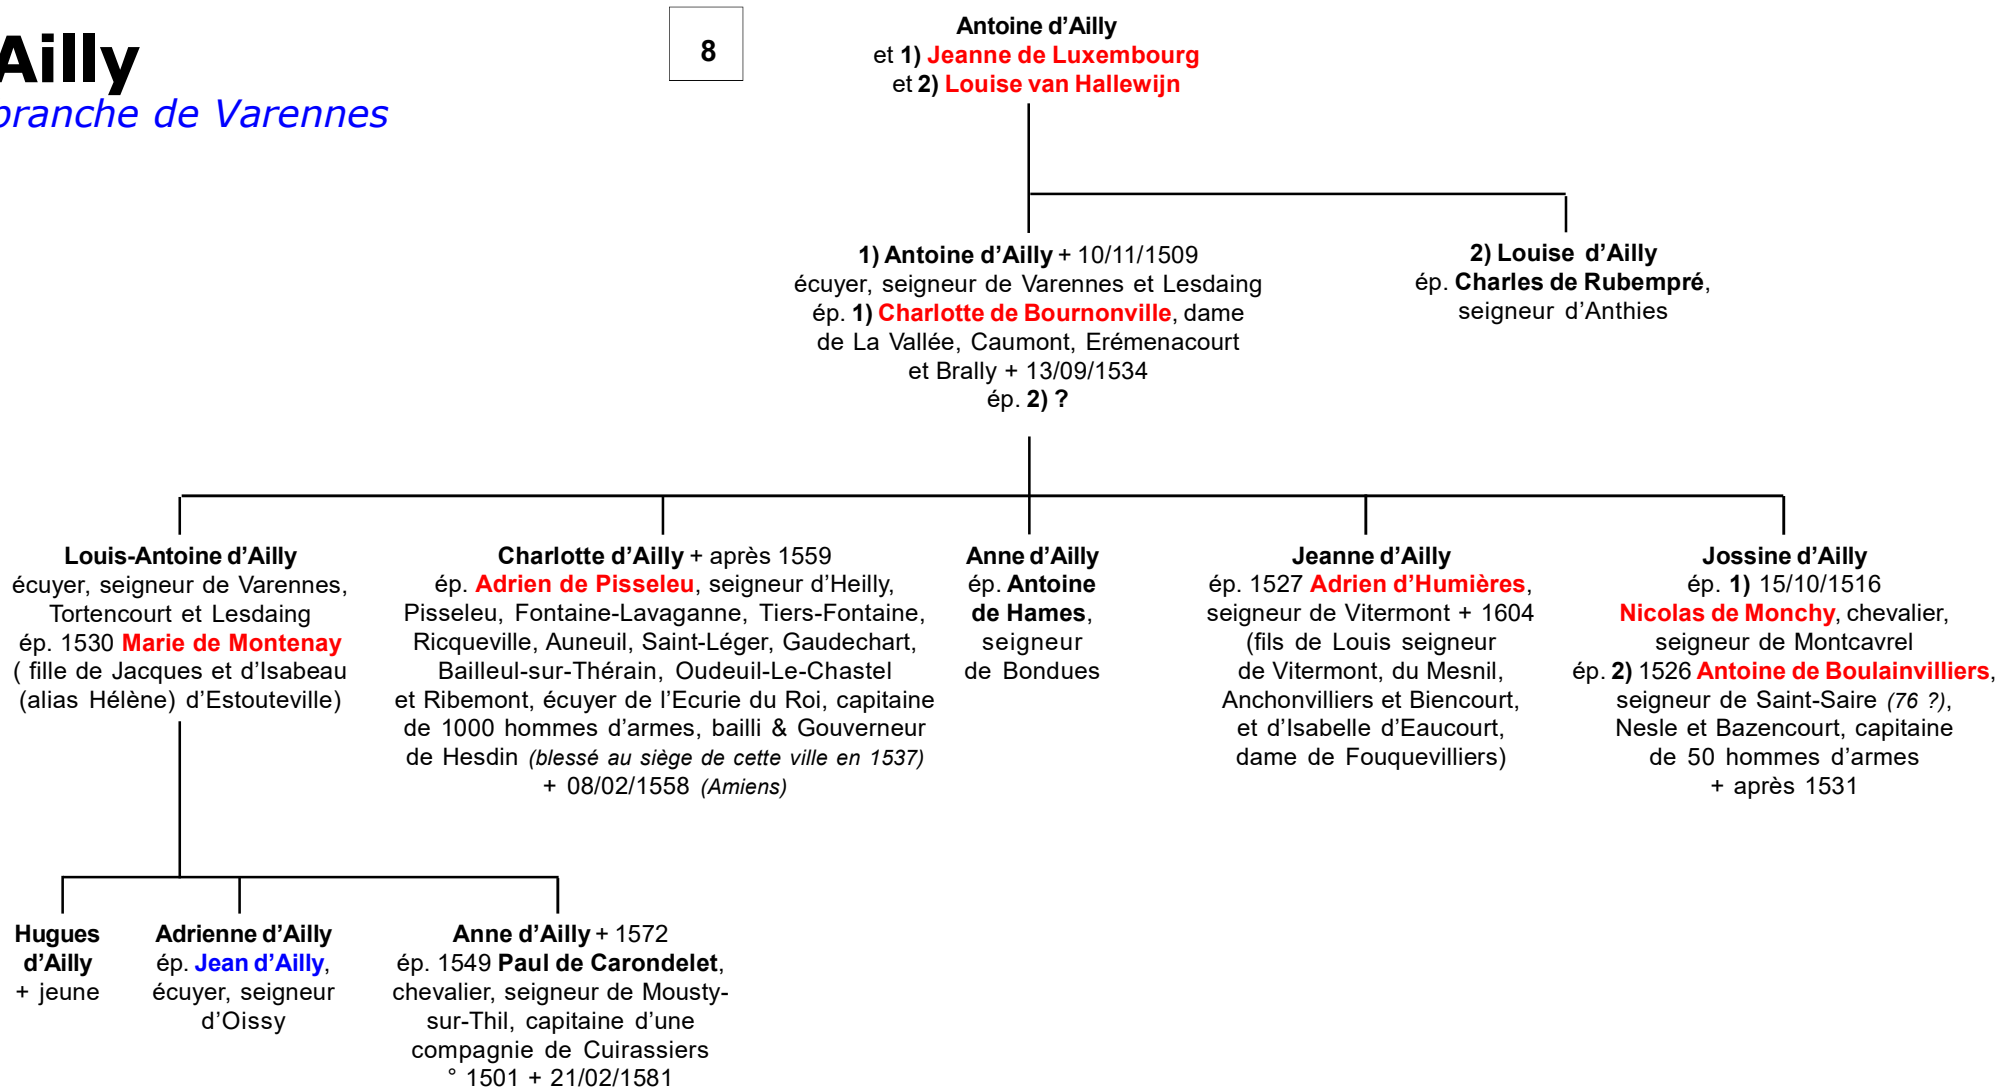 Ailly
branche de Varennes
8
Antoine d’Ailly
et 1) Jeanne de Luxembourg
et 2) Louise van Hallewijn
1) Antoine d’Ailly + 10/11/1509
écuyer, seigneur de Varennes et Lesdaing
ép. 1) Charlotte de Bournonville, dame
de La Vallée, Caumont, Erémenacourt
et Brally + 13/09/1534
ép. 2) ?
2) Louise d’Ailly
ép. Charles de Rubempré,
seigneur d’Anthies
Louis-Antoine d’Ailly
écuyer, seigneur de Varennes,
Tortencourt et Lesdaing
ép. 1530 Marie de Montenay
( fille de Jacques et d’Isabeau
(alias Hélène) d’Estouteville)
Charlotte d’Ailly + après 1559
ép. Adrien de Pisseleu, seigneur d’Heilly,
Pisseleu, Fontaine-Lavaganne, Tiers-Fontaine,
Ricqueville, Auneuil, Saint-Léger, Gaudechart,
Bailleul-sur-Thérain, Oudeuil-Le-Chastel
et Ribemont, écuyer de l’Ecurie du Roi, capitaine
de 1000 hommes d’armes, bailli & Gouverneur
de Hesdin (blessé au siège de cette ville en 1537)
+ 08/02/1558 (Amiens)
Anne d’Ailly
ép. Antoine
de Hames,
seigneur
de Bondues
Jeanne d’Ailly
ép. 1527 Adrien d’Humières,
seigneur de Vitermont + 1604
(fils de Louis seigneur
de Vitermont, du Mesnil,
Anchonvilliers et Biencourt,
et d’Isabelle d’Eaucourt,
dame de Fouquevilliers)
Jossine d’Ailly
ép. 1) 15/10/1516
Nicolas de Monchy, chevalier,
seigneur de Montcavrel
ép. 2) 1526 Antoine de Boulainvilliers,
seigneur de Saint-Saire (76 ?),
Nesle et Bazencourt, capitaine
de 50 hommes d’armes
+ après 1531
Hugues
d’Ailly
+ jeune
Adrienne d’Ailly
ép. Jean d’Ailly,
écuyer, seigneur
d’Oissy
Anne d’Ailly + 1572
ép. 1549 Paul de Carondelet,
chevalier, seigneur de Mousty-
sur-Thil, capitaine d’une
compagnie de Cuirassiers
° 1501 + 21/02/1581